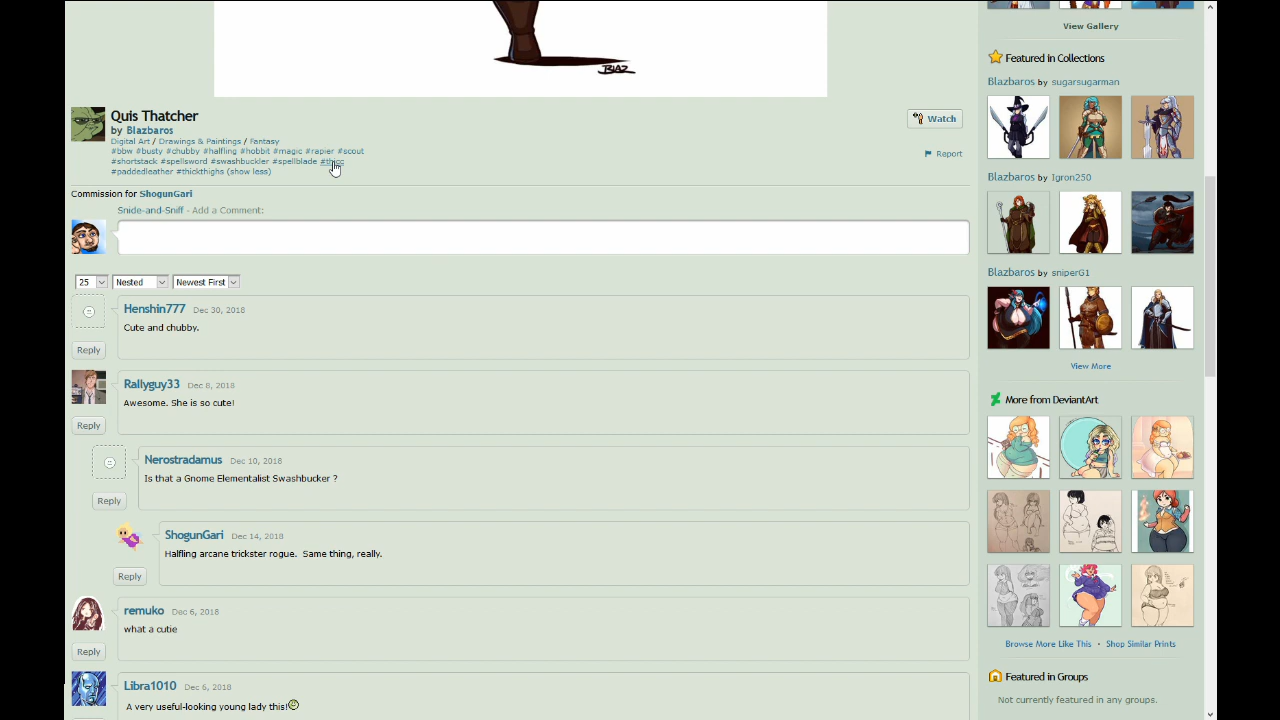 BLAZ
View Gallery
Featured in Collections
Blazbaros by sugarsugarman
Blazbaros by Igron250
Blazbaros by sniperG1
View More
More from DeviantArt
Browse More Like This • Shop Similar Prints
Featured in Groups
Not currently featured in any groups.
Quis Thatcher
by Blazbaros
Digital Art / Drawings & Paintings / Fantasy
#bbw #busty #chubby #halfling #hobbit #magic #rapier #scout
#shortstack #spellsword #swashbuckler #spellblade #thicc
#paddedleather #thickthighs (show less)
Watch
Report
Commission for ShogunGari
Snide-and-Sniff - Add a Comment:
25 Nested Newest First
Henshin777 Dec 30, 2018
Cute and chubby.
Reply
Rallyguy33 Dec 8, 2018
Awesome. She is so cute!
Reply
Nerostradamus Dec 10, 2018
Is that a Gnome Elementalist Swashbucker ?
Reply
ShogunGari Dec 14, 2018
Halfling arcane trickster rogue. Same thing, really.
Reply
remuko Dec 6, 2018
what a cutie
Reply
Libra1010 Dec 6, 2018
A very useful-looking young lady this!